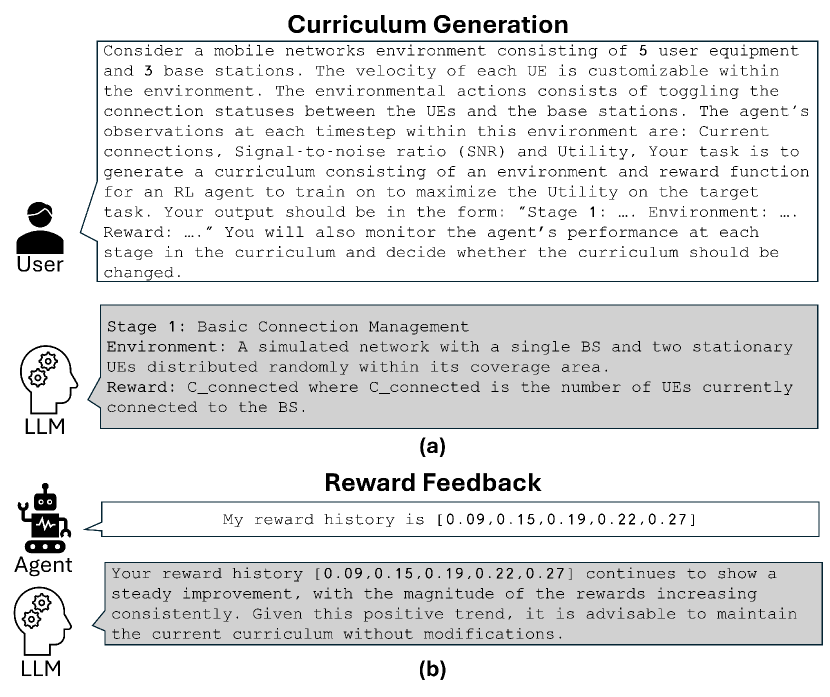 Curriculum Generation
Consider a mobile networks environment consisting of 5 user equipment
and 3 base stations. The velocity of each UE is customizable within
the environment. The environmental actions consists of toggling the
connection statuses between the UEs and the base stations. The agent's
observations at each timestep within this environment are: Current
connections, Signal-to-noise ratio (SNR) and Utility, Your task is to
generate a curriculum consisting of an environment and reward function
for an RL agent to train on to maximize the Utility on the target
task. Your output should be in the form: "Stage 1: …. Environment: ….
Reward: …." You will also monitor the agent's performance at each
stage in the curriculum and decide whether the curriculum should be
changed.
User
Stage 1: Basic Connection Management
Environment: A simulated network with a single BS and two stationary
UEs distributed randomly within its coverage area.
Reward: C_connected where C_connected is the number of UEs currently
connected to the BS.
LLM
(a)
Reward Feedback
My reward history is [0.09,0.15,0.19,0.22,0.27]
Agent
Your reward history [0.09,0.15,0.19,0.22,0.27] continues to show a
steady improvement, with the magnitude of the rewards increasing
consistently. Given this positive trend, it is advisable to maintain
the current curriculum without modifications.
LLM
(b)